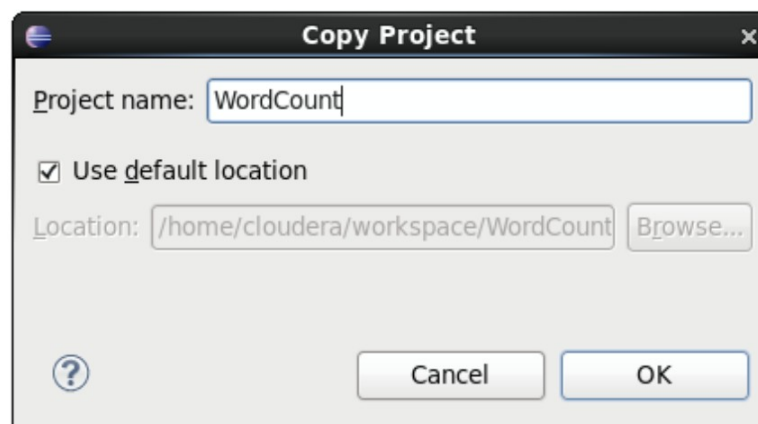 Copy Project
Project name: WordCount
Use default location
Location: /home/cloudera/workspace/WordCount Browse...
Cancel OK